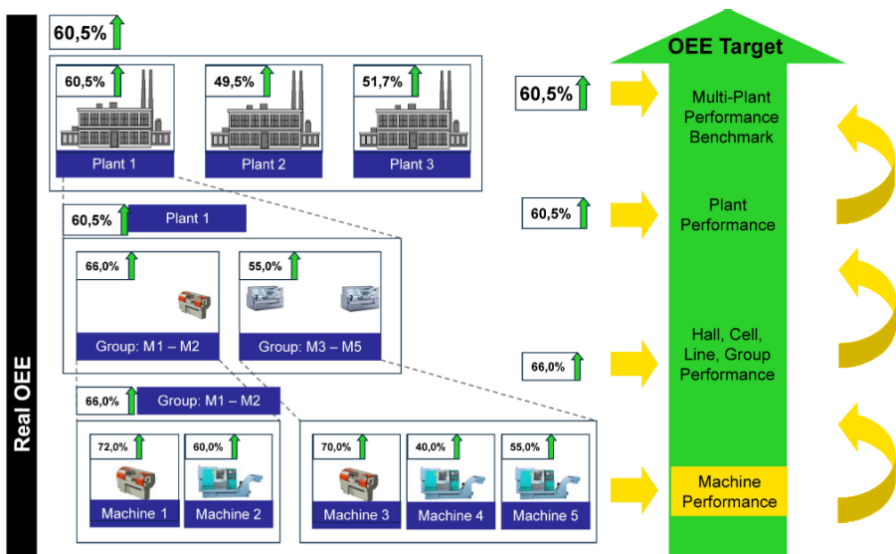 60,5%
60,5%
49,5%
51,7%
Plant 1
Plant 2
Plant 3
60,5%
Plant 1
66,0%
55,0%
Group: M1 – M2
Group: M3 – M5
66,0%
Group: M1 – M2
72,0%
60,0%
70,0%
40,0%
55,0%
Machine 1
Machine 2
Machine 3
Machine 4
Machine 5
Real OEE
60,5%
60,5%
66,0%
OEE Target
Multi-Plant
Performance
Benchmark
Plant
Performance
Hall, Cell,
Line, Group
Performance
Machine
Performance